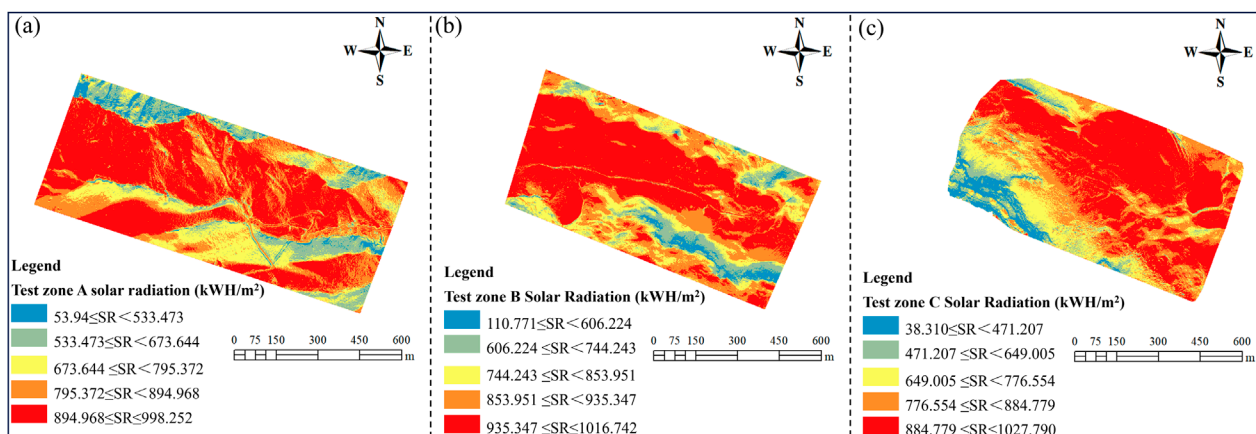 (a)
N
W E
S
Legend
Test zone A solar radiation (kWH/m²)
53.94≤SR＜533.473
533.473≤SR＜673.644
673.644 ≤SR＜795.372
795.372≤SR＜894.968
894.968≤SR≤998.252
0 75 150 300 450 600
m
(b)
N
W E
S
Legend
Test zone B Solar Radiation (kWH/m²)
110.771≤SR＜606.224
606.224 ≤SR＜744.243
744.243 ≤SR＜853.951
853.951 ≤SR＜935.347
935.347 ≤SR≤1016.742
0 75 150 300 450 600
m
(c)
N
W E
S
Legend
Test zone C Solar Radiation (kWH/m²)
38.310≤SR＜471.207
471.207 ≤SR＜649.005
649.005 ≤SR＜776.554
776.554 ≤SR＜884.779
884.779 ≤SR≤1027.790
0 75 150 300 450 600
m